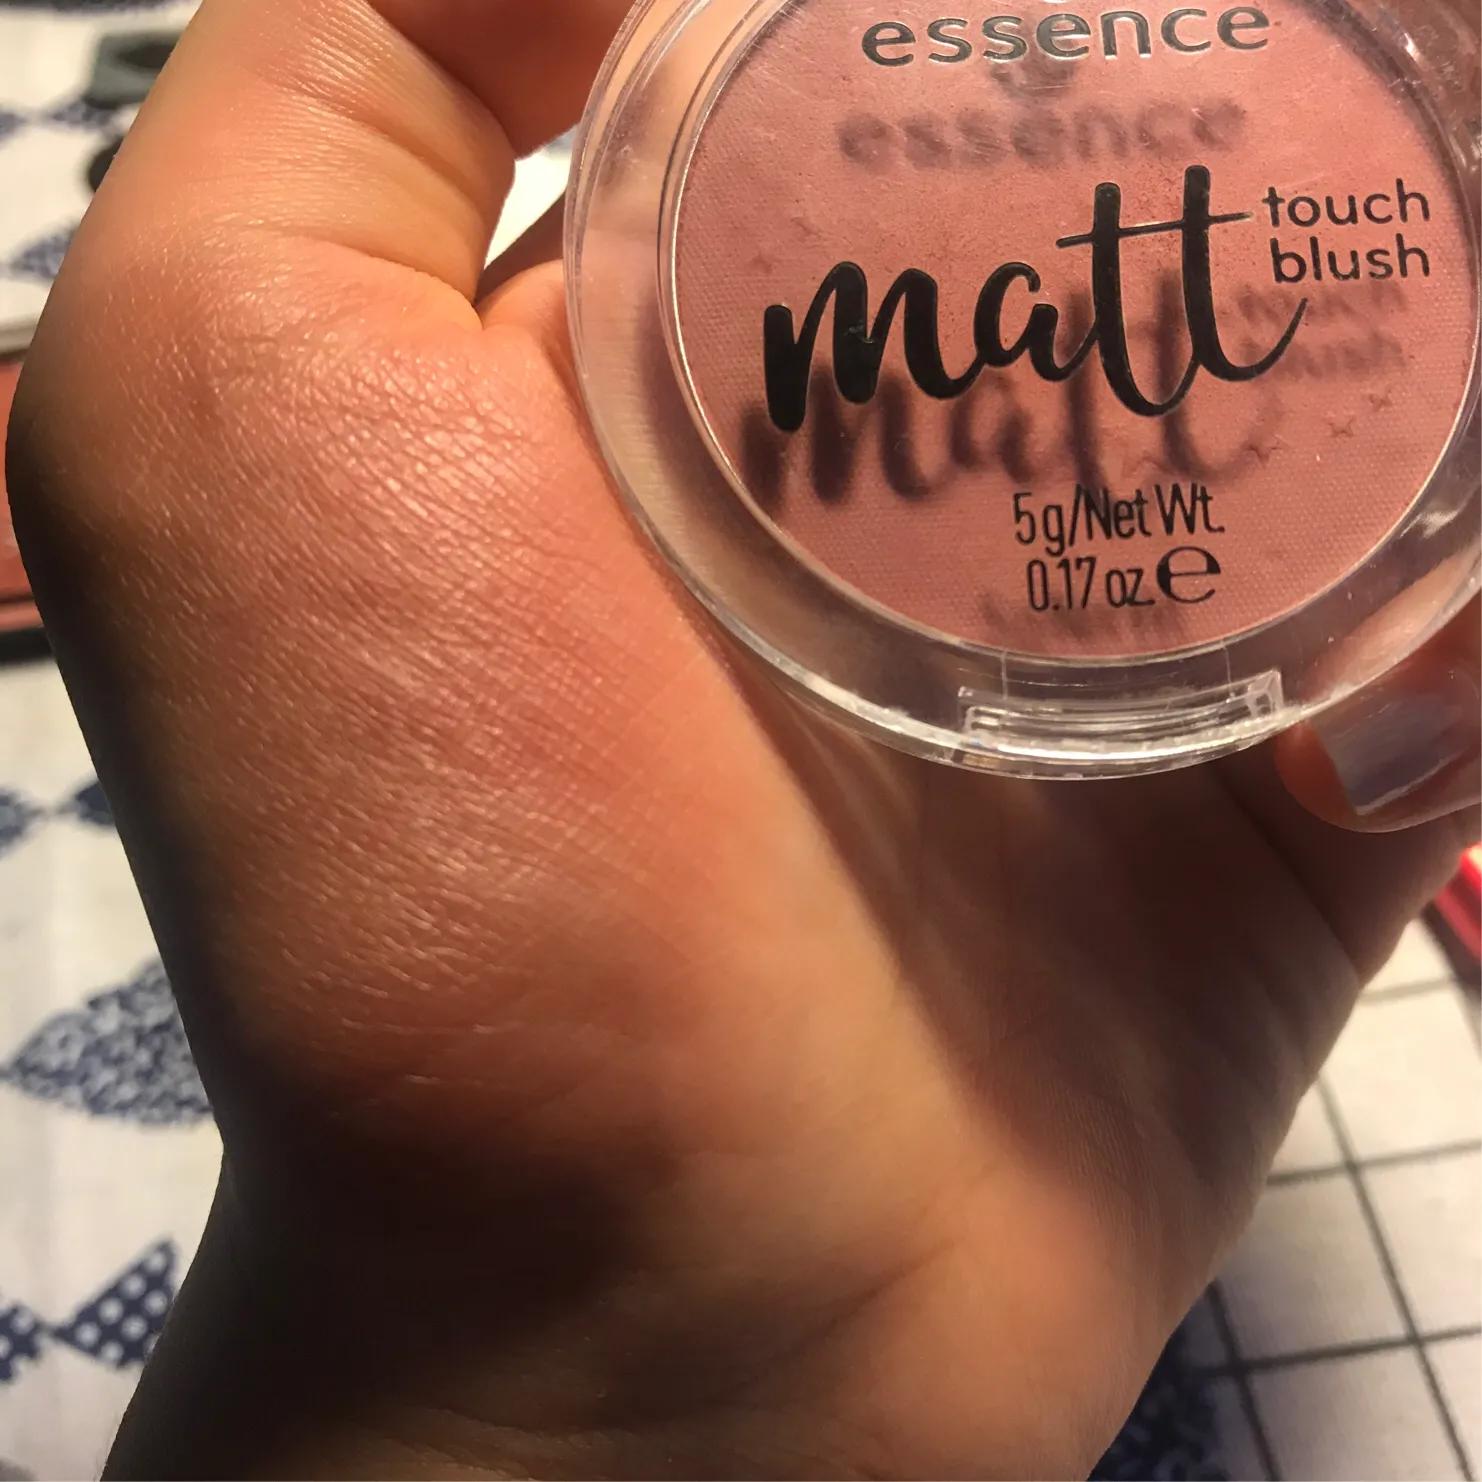 essence
matt touch
blush
5g/Net Wt.
0.17 oz. e